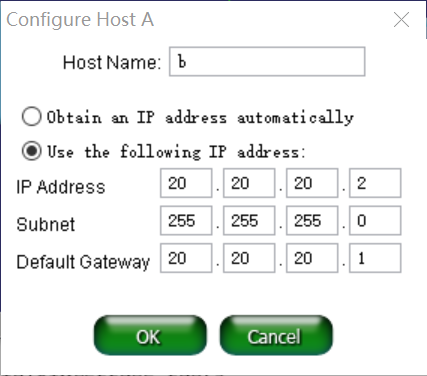 Configure Host A
Host Name: b
Obtain an IP address automatically
Use the following IP address:
IP Address 20 . 20 . 20 . 2
Subnet 255 . 255 . 255 . 0
Default Gateway 20 . 20 . 20 . 1
OK Cancel